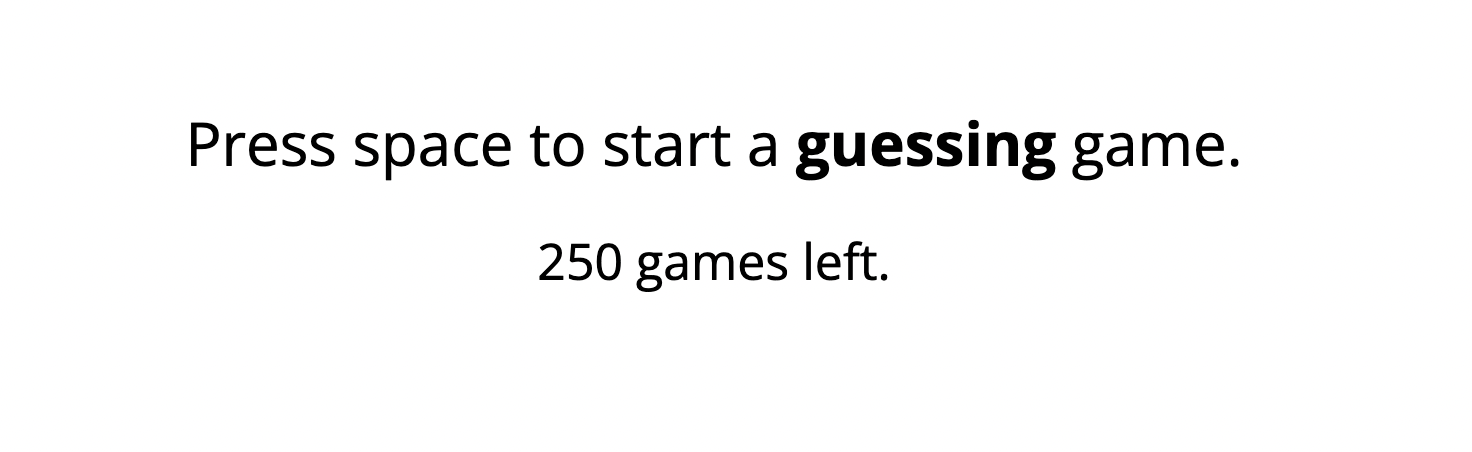 Press space to start a guessing game.
250 games left.